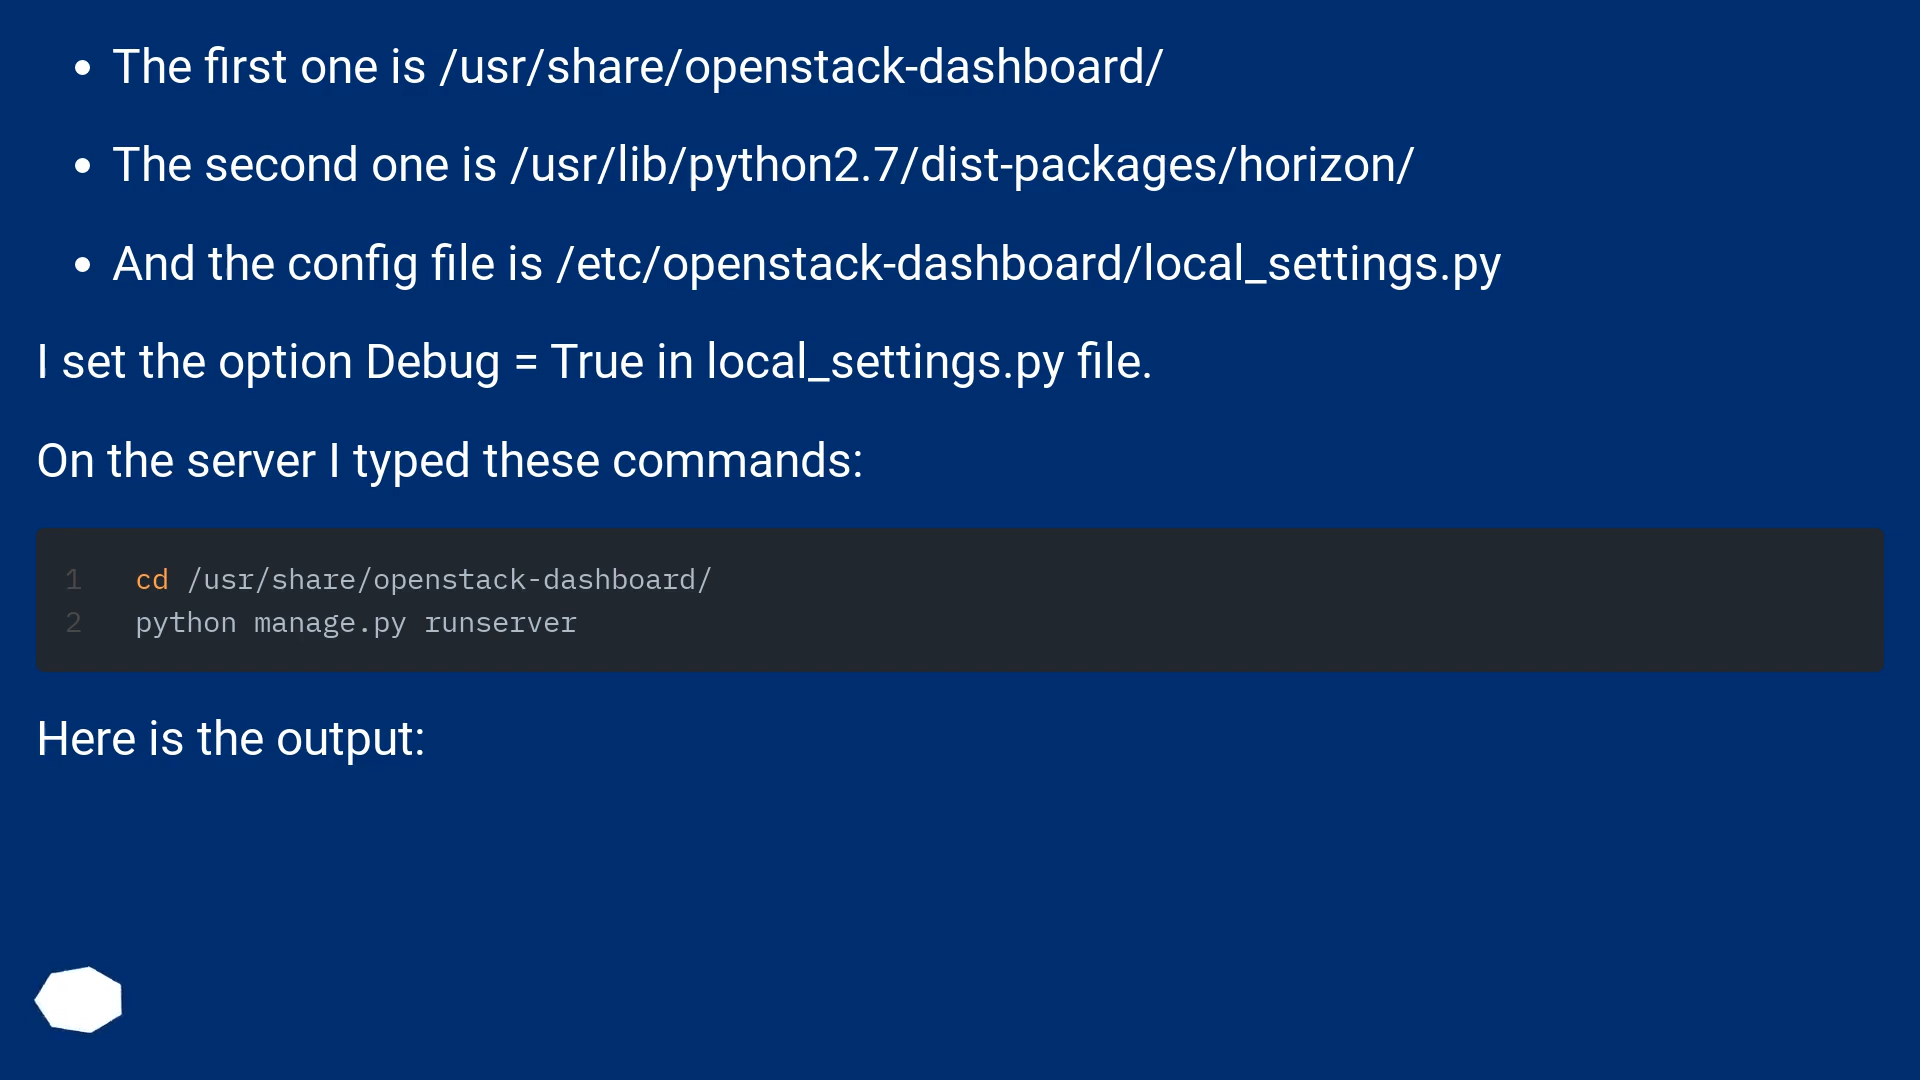 • The first one is /usr/share/openstack-dashboard/
• The second one is /usr/lib/python2.7/dist-packages/horizon/
• And the config file is /etc/openstack-dashboard/local_settings.py
I set the option Debug = True in local_settings.py file.
On the server I typed these commands:
1 cd /usr/share/openstack-dashboard/
2 python manage.py runserver
Here is the output: